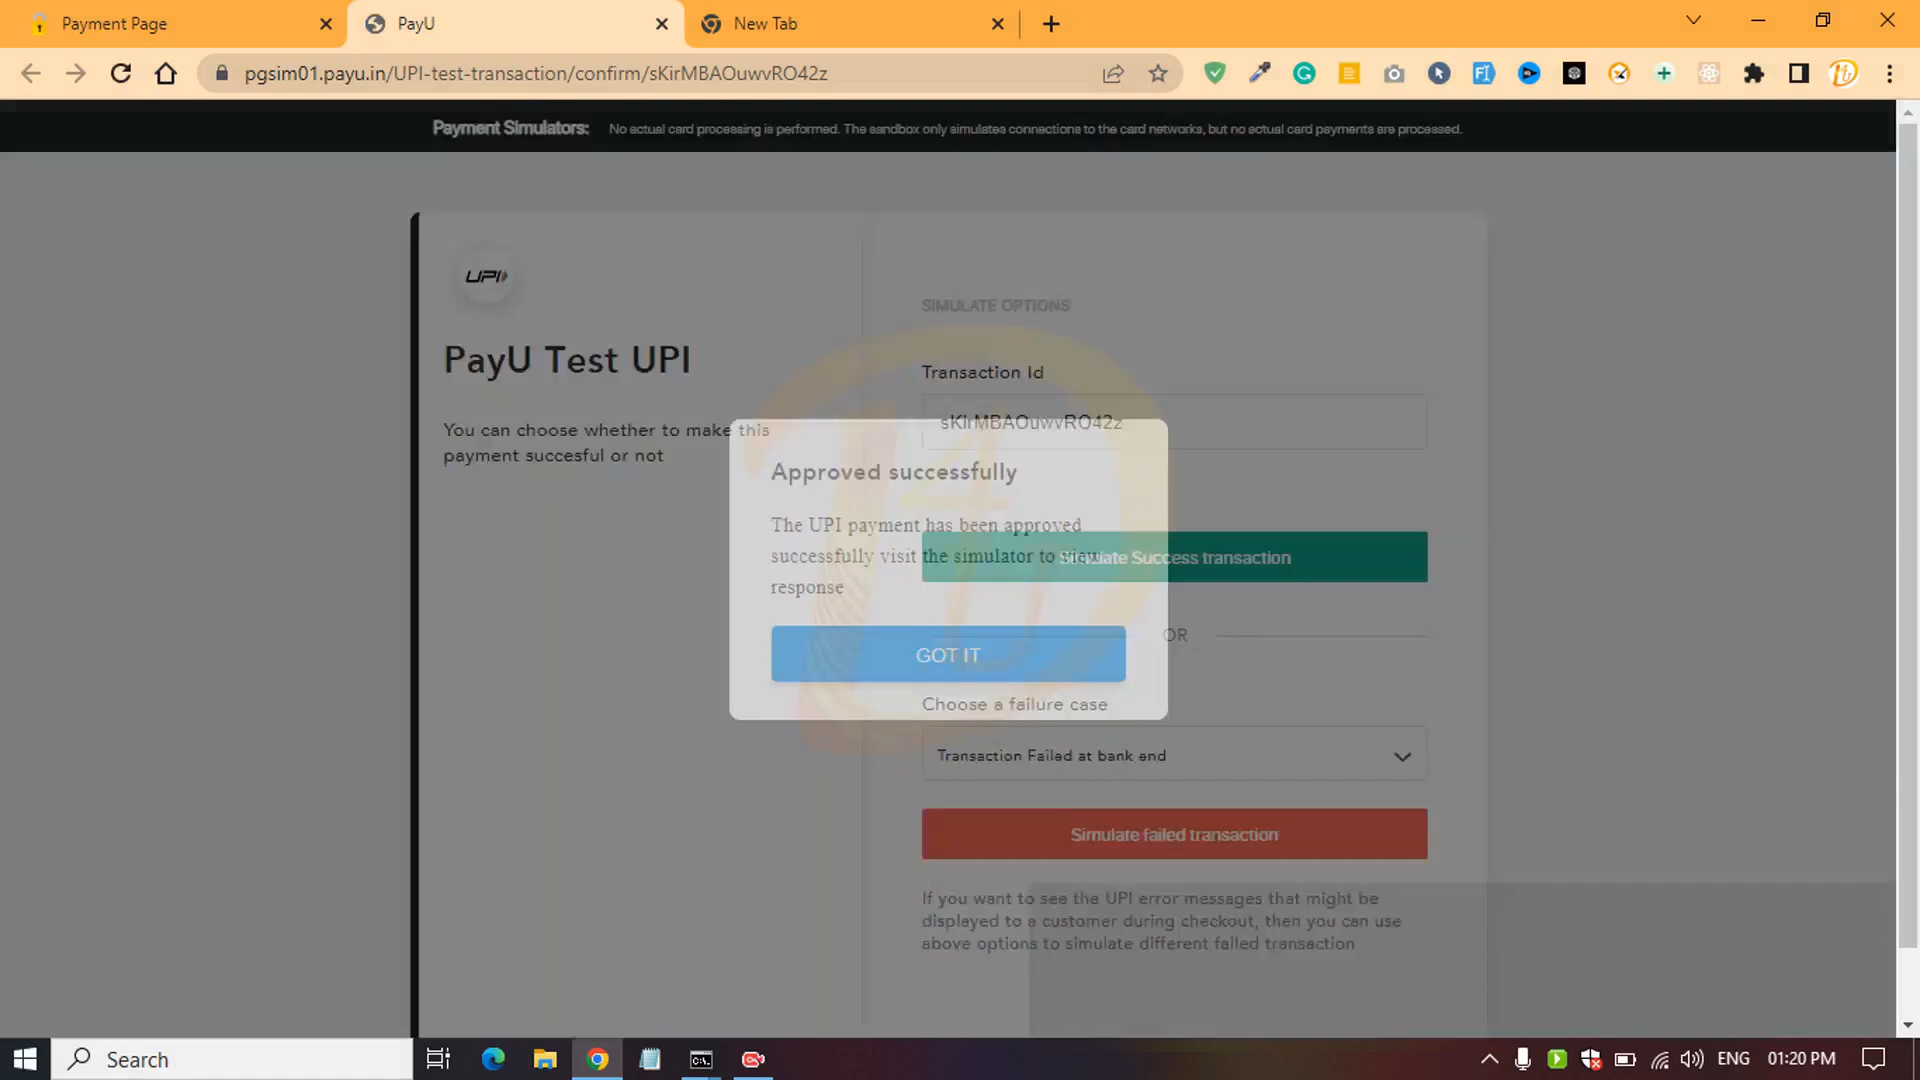 Payment Page
PayU
New Tab
pgsim01.payu.in/UPI-test-transaction/confirm/sKirMBAOuwvRO42z
Payment Simulators: No actual card processing is performed. The sandbox only simulates connections to the card networks, but no actual card payments are processed.
UPI
PayU Test UPI
You can choose whether to make this
payment succesful or not
SIMULATE OPTIONS
Transaction Id
sKirMBAOuwvRO42z
Approved successfully
The UPI payment has been approved
successfully visit the simulator to view
response
GOT IT
Simulate Success transaction
OR
Choose a failure case
Transaction Failed at bank end
Simulate failed transaction
If you want to see the UPI error messages that might be
displayed to a customer during checkout, then you can use
above options to simulate different failed transaction
Search
ENG
01:20 PM